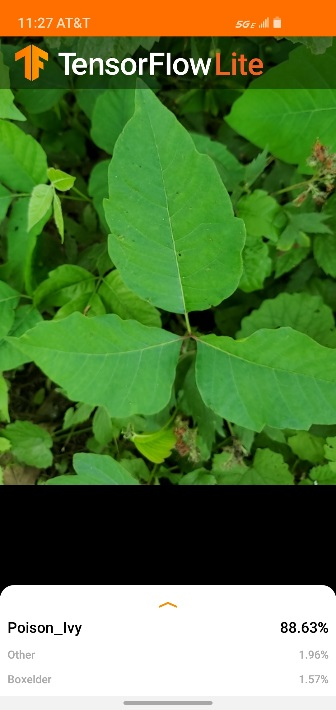 11:27 AT&T 5G E
TensorFlow Lite
Poison_Ivy 88.63%
Other 1.96%
Boxelder 1.57%